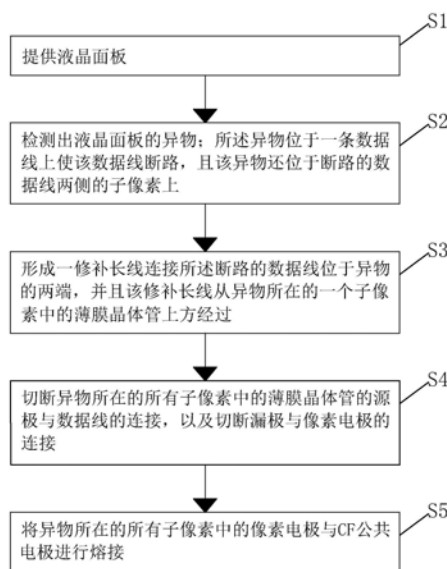 S1
提供液晶面板
S2
检测出液晶面板的异物；所述异物位于一条数据
线上使该数据线断路，且该异物还位于断路的数
据线两侧的子像素上
S3
形成一修补长线连接所述断路的数据线位于异物
的两端，并且该修补长线从异物所在的一个子像
素中的薄膜晶体管上方经过
S4
切断异物所在的所有子像素中的薄膜晶体管的源
极与数据线的连接，以及切断漏极与像素电极的
连接
S5
将异物所在的所有子像素中的像素电极与CF公共
电极进行熔接